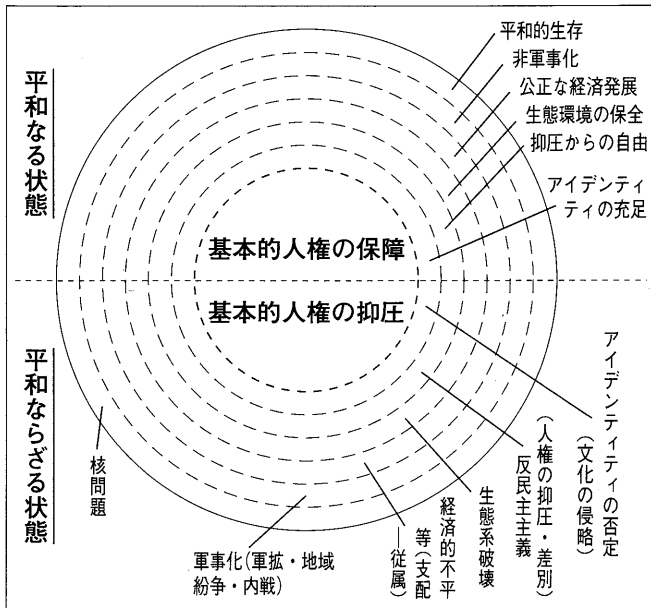 平和なる状態
平和的生存
非軍事化
公正な経済発展
生態環境の保全
抑圧からの自由
アイデンティ
ティの充足
基本的人権の保障
基本的人権の抑圧
平和ならざる状態
アイデンティティの否定
(文化の侵略)
(人権の抑圧・差別)
反民主主義
生態系破壊
経済的不平
等(支配
—従属)
軍事化(軍拡・地域
紛争・内戦)
核問題